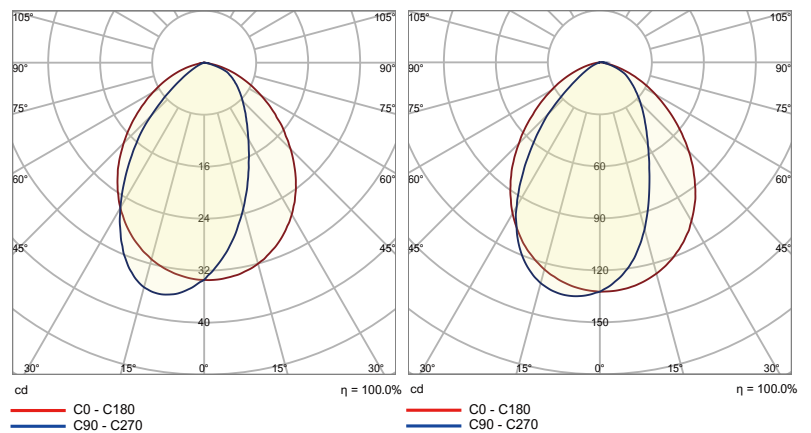 105° 105° 105° 105°
90° 90° 90° 90°
75° 75° 75° 75°
16 60
60° 60° 60° 60°
24 90
45° 45° 45° 45°
32 120
40 150
30° 15° 0° 15° 30° 30° 15° 0° 15° 30°
cd η = 100.0% cd η = 100.0%
C0 - C180 C0 - C180
C90 - C270 C90 - C270